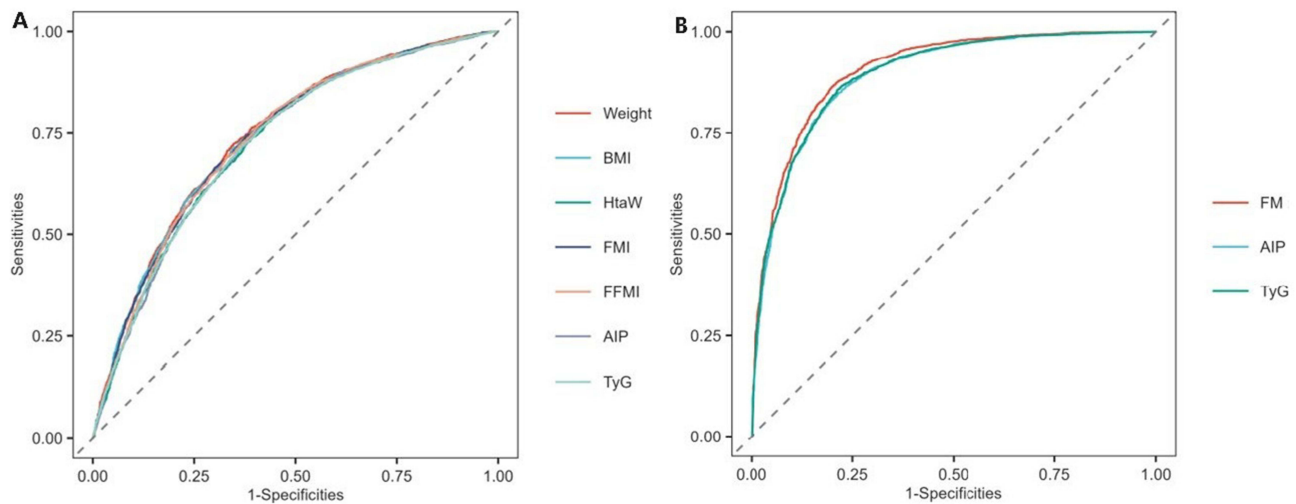 A
1.00
0.75
0.50
0.25
0.00
Sensitivities
0.00 0.25 0.50 0.75 1.00
1-Specificities
Weight
BMI
HtaW
FMI
FFMI
AIP
TyG
B
1.00
0.75
0.50
0.25
0.00
Sensitivities
0.00 0.25 0.50 0.75 1.00
1-Specificities
FM
AIP
TyG